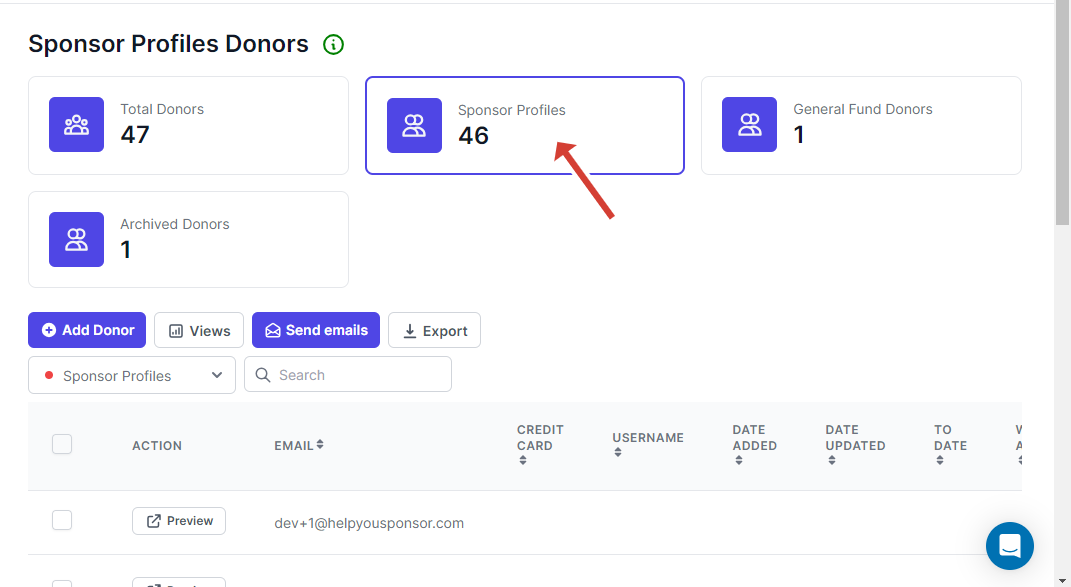 Sponsor Profiles Donors
Total Donors
47
Sponsor Profiles
46
General Fund Donors
1
Archived Donors
1
Add Donor
Views
Send emails
Export
Sponsor Profiles
Search
ACTION
EMAIL
CREDIT
CARD
USERNAME
DATE
ADDED
DATE
UPDATED
TO
DATE
Preview
dev+1@helpyousponsor.com